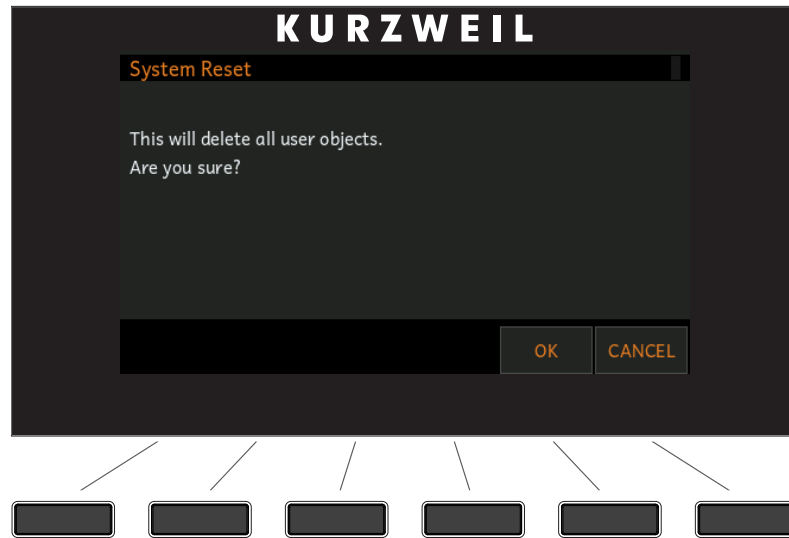 KURZWEIL
System Reset
This will delete all user objects.
Are you sure?
OK CANCEL